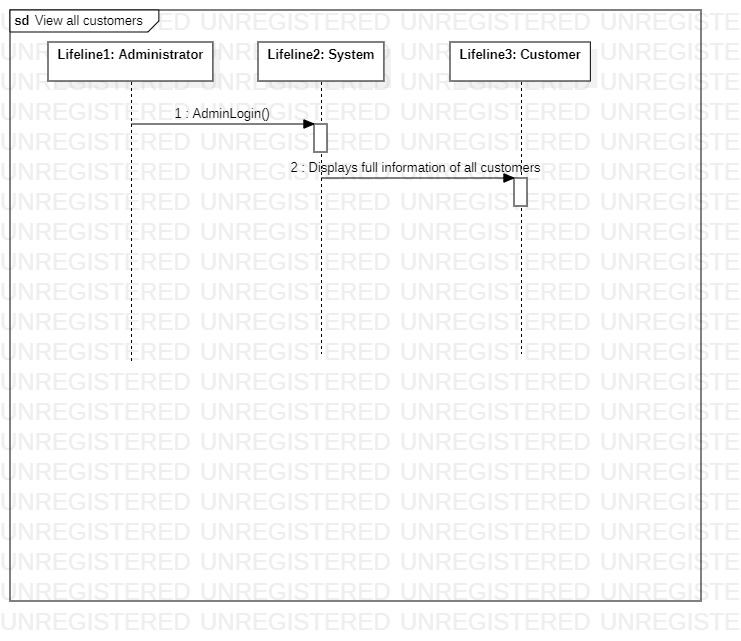 sd View all customers
Lifeline1: Administrator
Lifeline2: System
Lifeline3: Customer
1 : AdminLogin()
2 : Displays full information of all customers
UNREGISTERED UNREGISTERED UNREGISTERED UNREGISTE